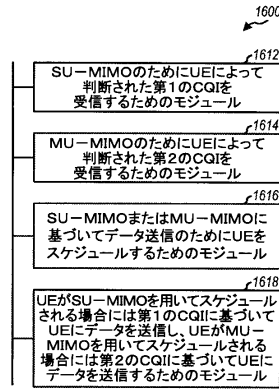 1600
1612
SU－MIMOのためにUEによって
判断された第1のCQIを
受信するためのモジュール
1614
MU－MIMOのためにUEによって
判断された第2のCQIを
受信するためのモジュール
1616
SU－MIMOまたはMU－MIMOに
基づいてデータ送信のためにUEを
スケジュールするためのモジュール
1618
UEがSU－MIMOを用いてスケジュール
される場合には第1のCQIに基づいて
UEにデータを送信し、UEがMU－
MIMOを用いてスケジュールされる
場合には第2のCQIに基づいてUEに
データを送信するためのモジュール